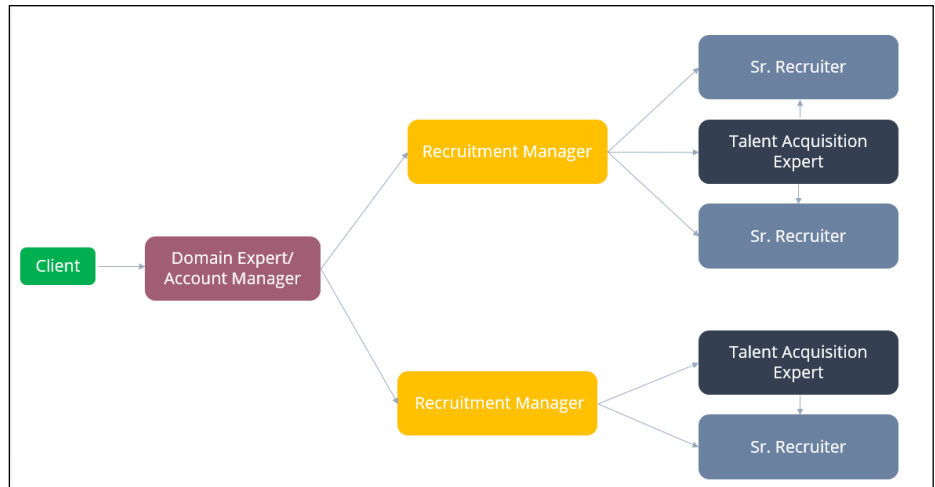 Client
Domain Expert/
Account Manager
Recruitment Manager
Sr. Recruiter
Talent Acquisition
Expert
Sr. Recruiter
Recruitment Manager
Talent Acquisition
Expert
Sr. Recruiter